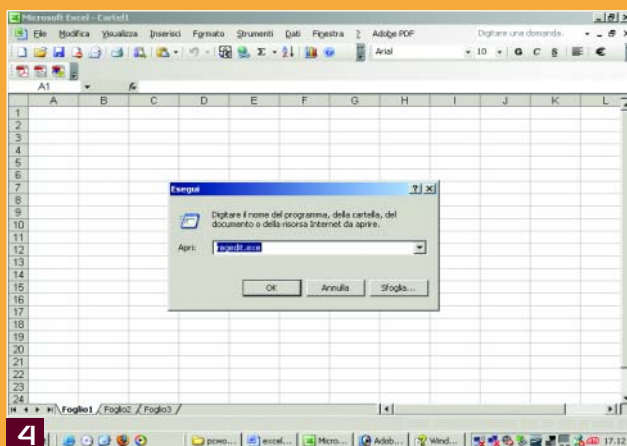 Microsoft Excel - Cartel1
File Modifica Visualizza Inserisci Formato Strumenti Dati Finestra ? Adobe PDF Digitare una domanda.
Arial 10 G C S €
A1 fx
A B C D E F G H I J K L
1
2
3
4
5
6
7
8
9
10
11
12
13
14
15
16
17
18
19
20
21
22
23
24
Esegui
Digitare il nome del programma, della cartella, del
documento o della risorsa Internet da aprire.
Apri: regedit.exe
OK Annulla Sfoglia...
Foglio1 Foglio2 Foglio3
4 pcwo... excel... Micro... Adob... Wind... 17.12